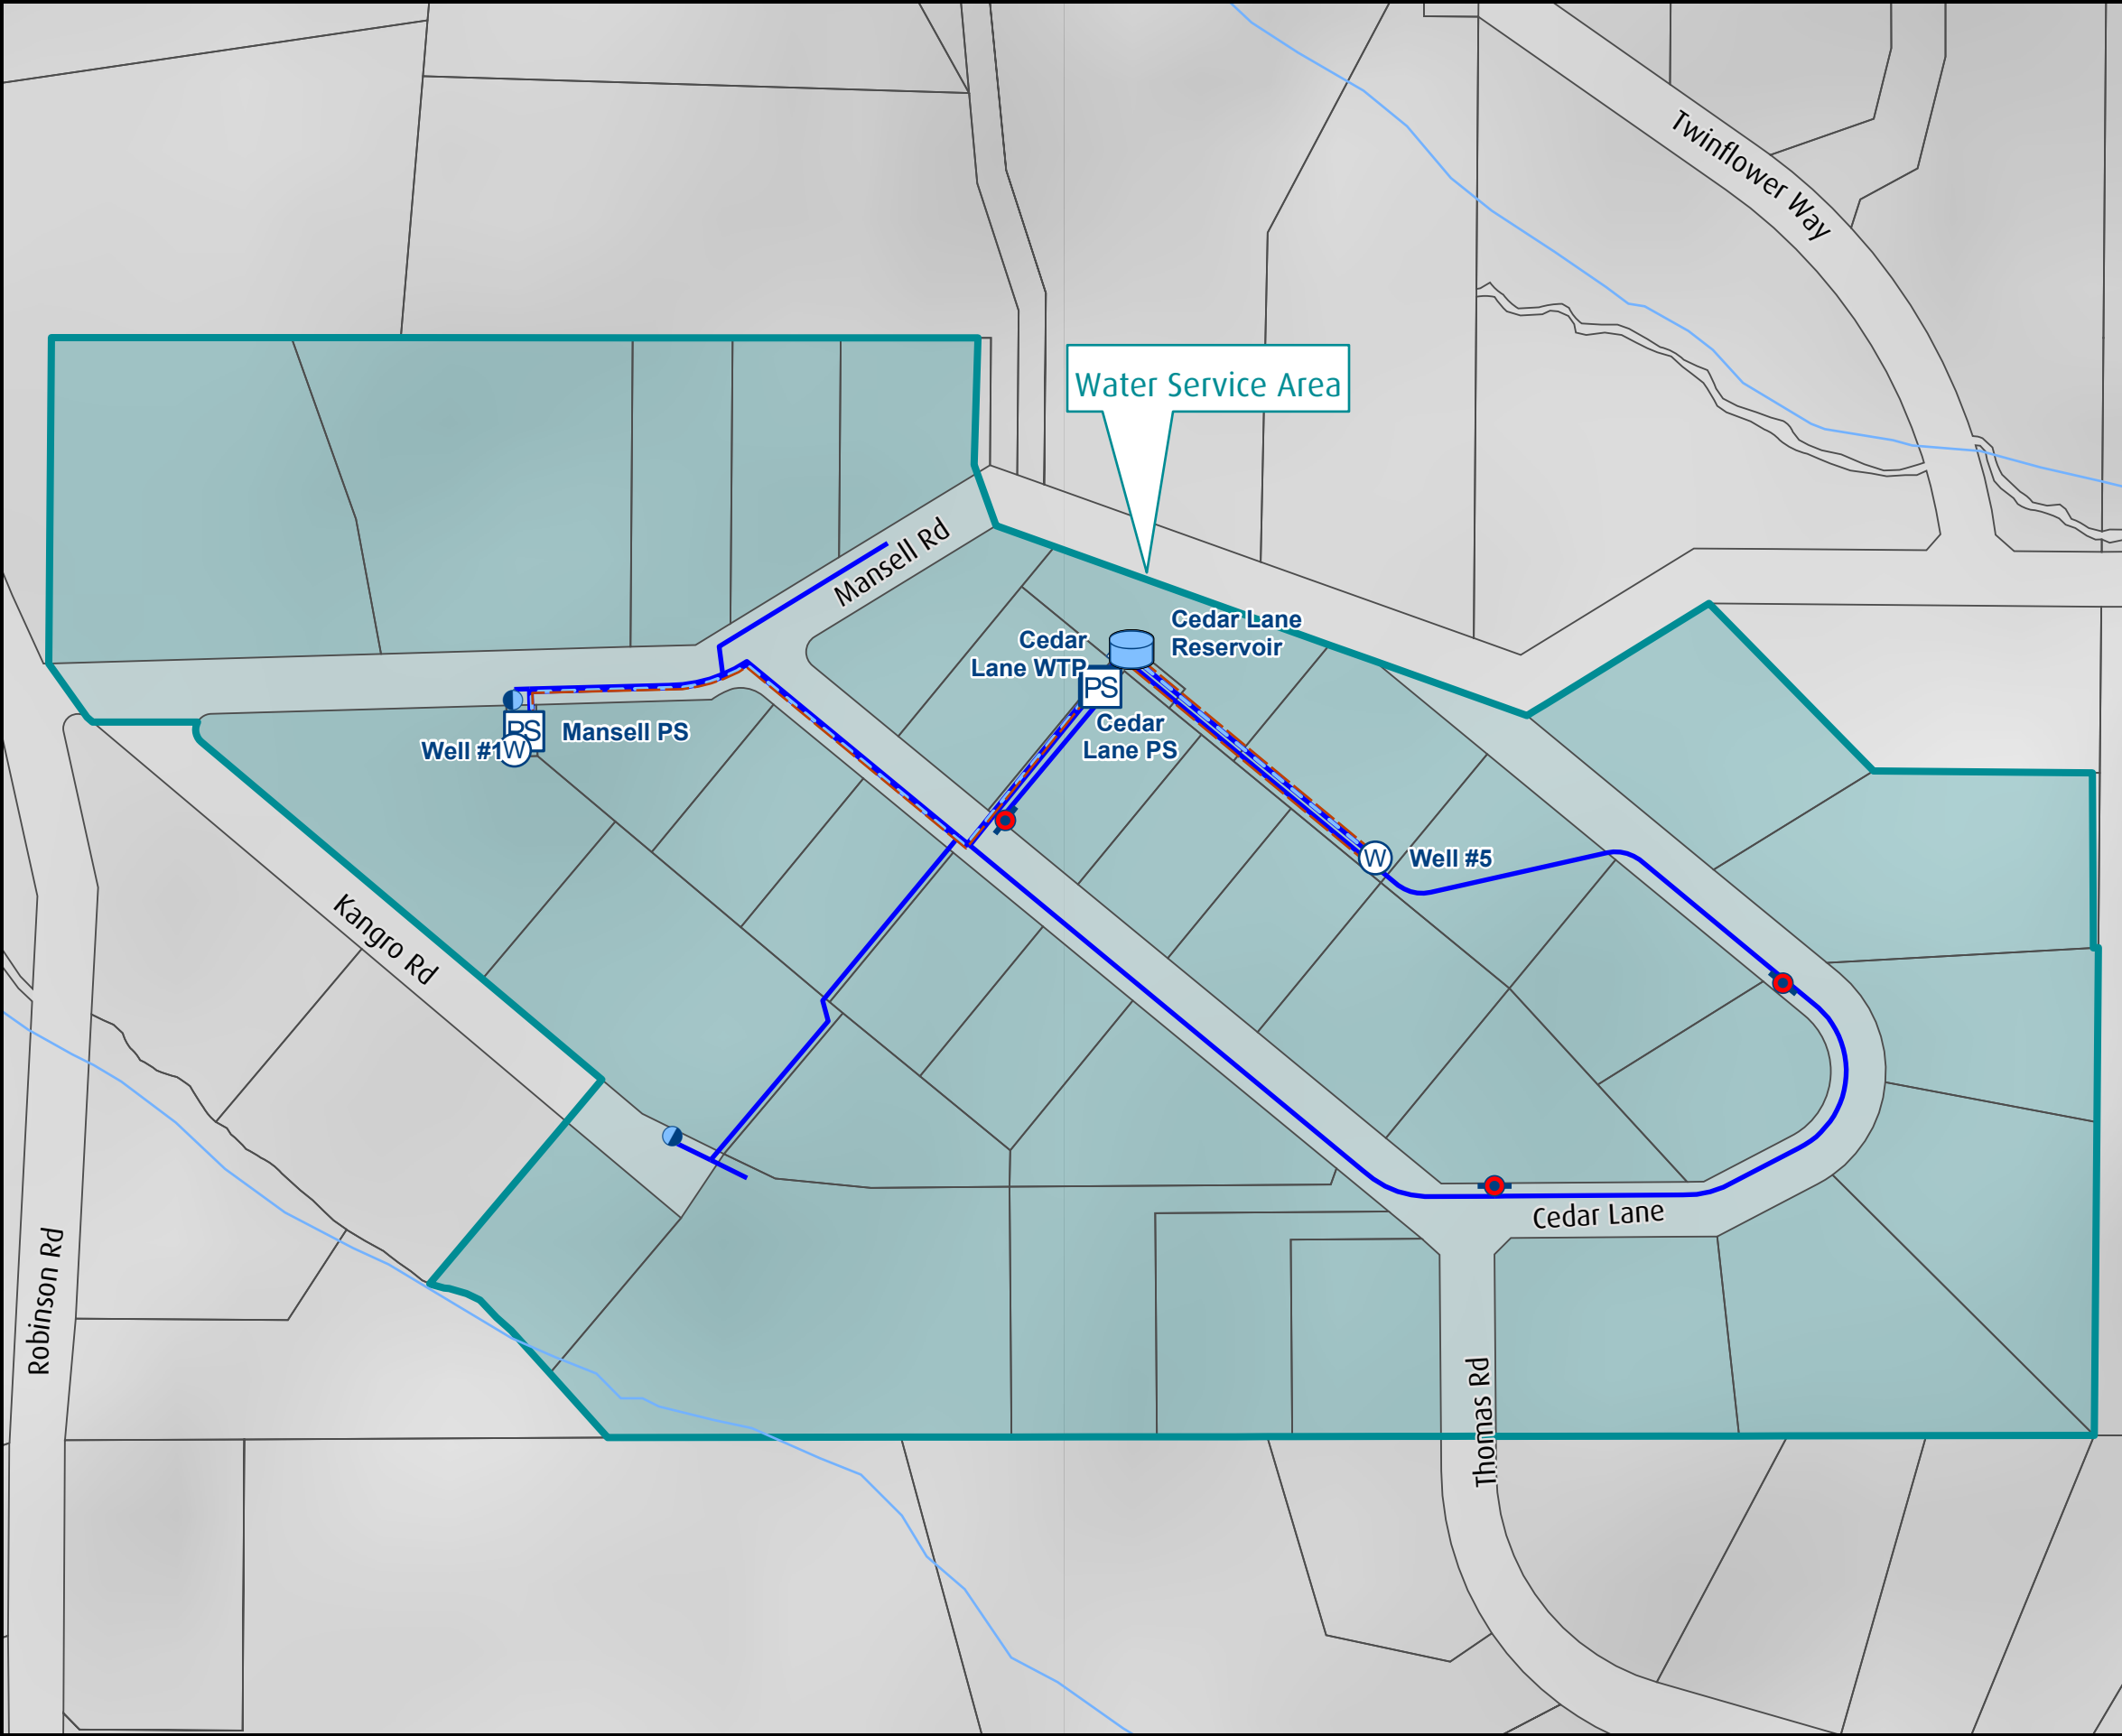 Twinflower Way
Water Service Area
Mansell Rd
Cedar Lane
Reservoir
Cedar
Lane WTP
PS
Cedar
Lane PS
PS
Mansell PS
Well #1
W
W
Well #5
Kangro Rd
Cedar Lane
Robinson Rd
Thomas Rd